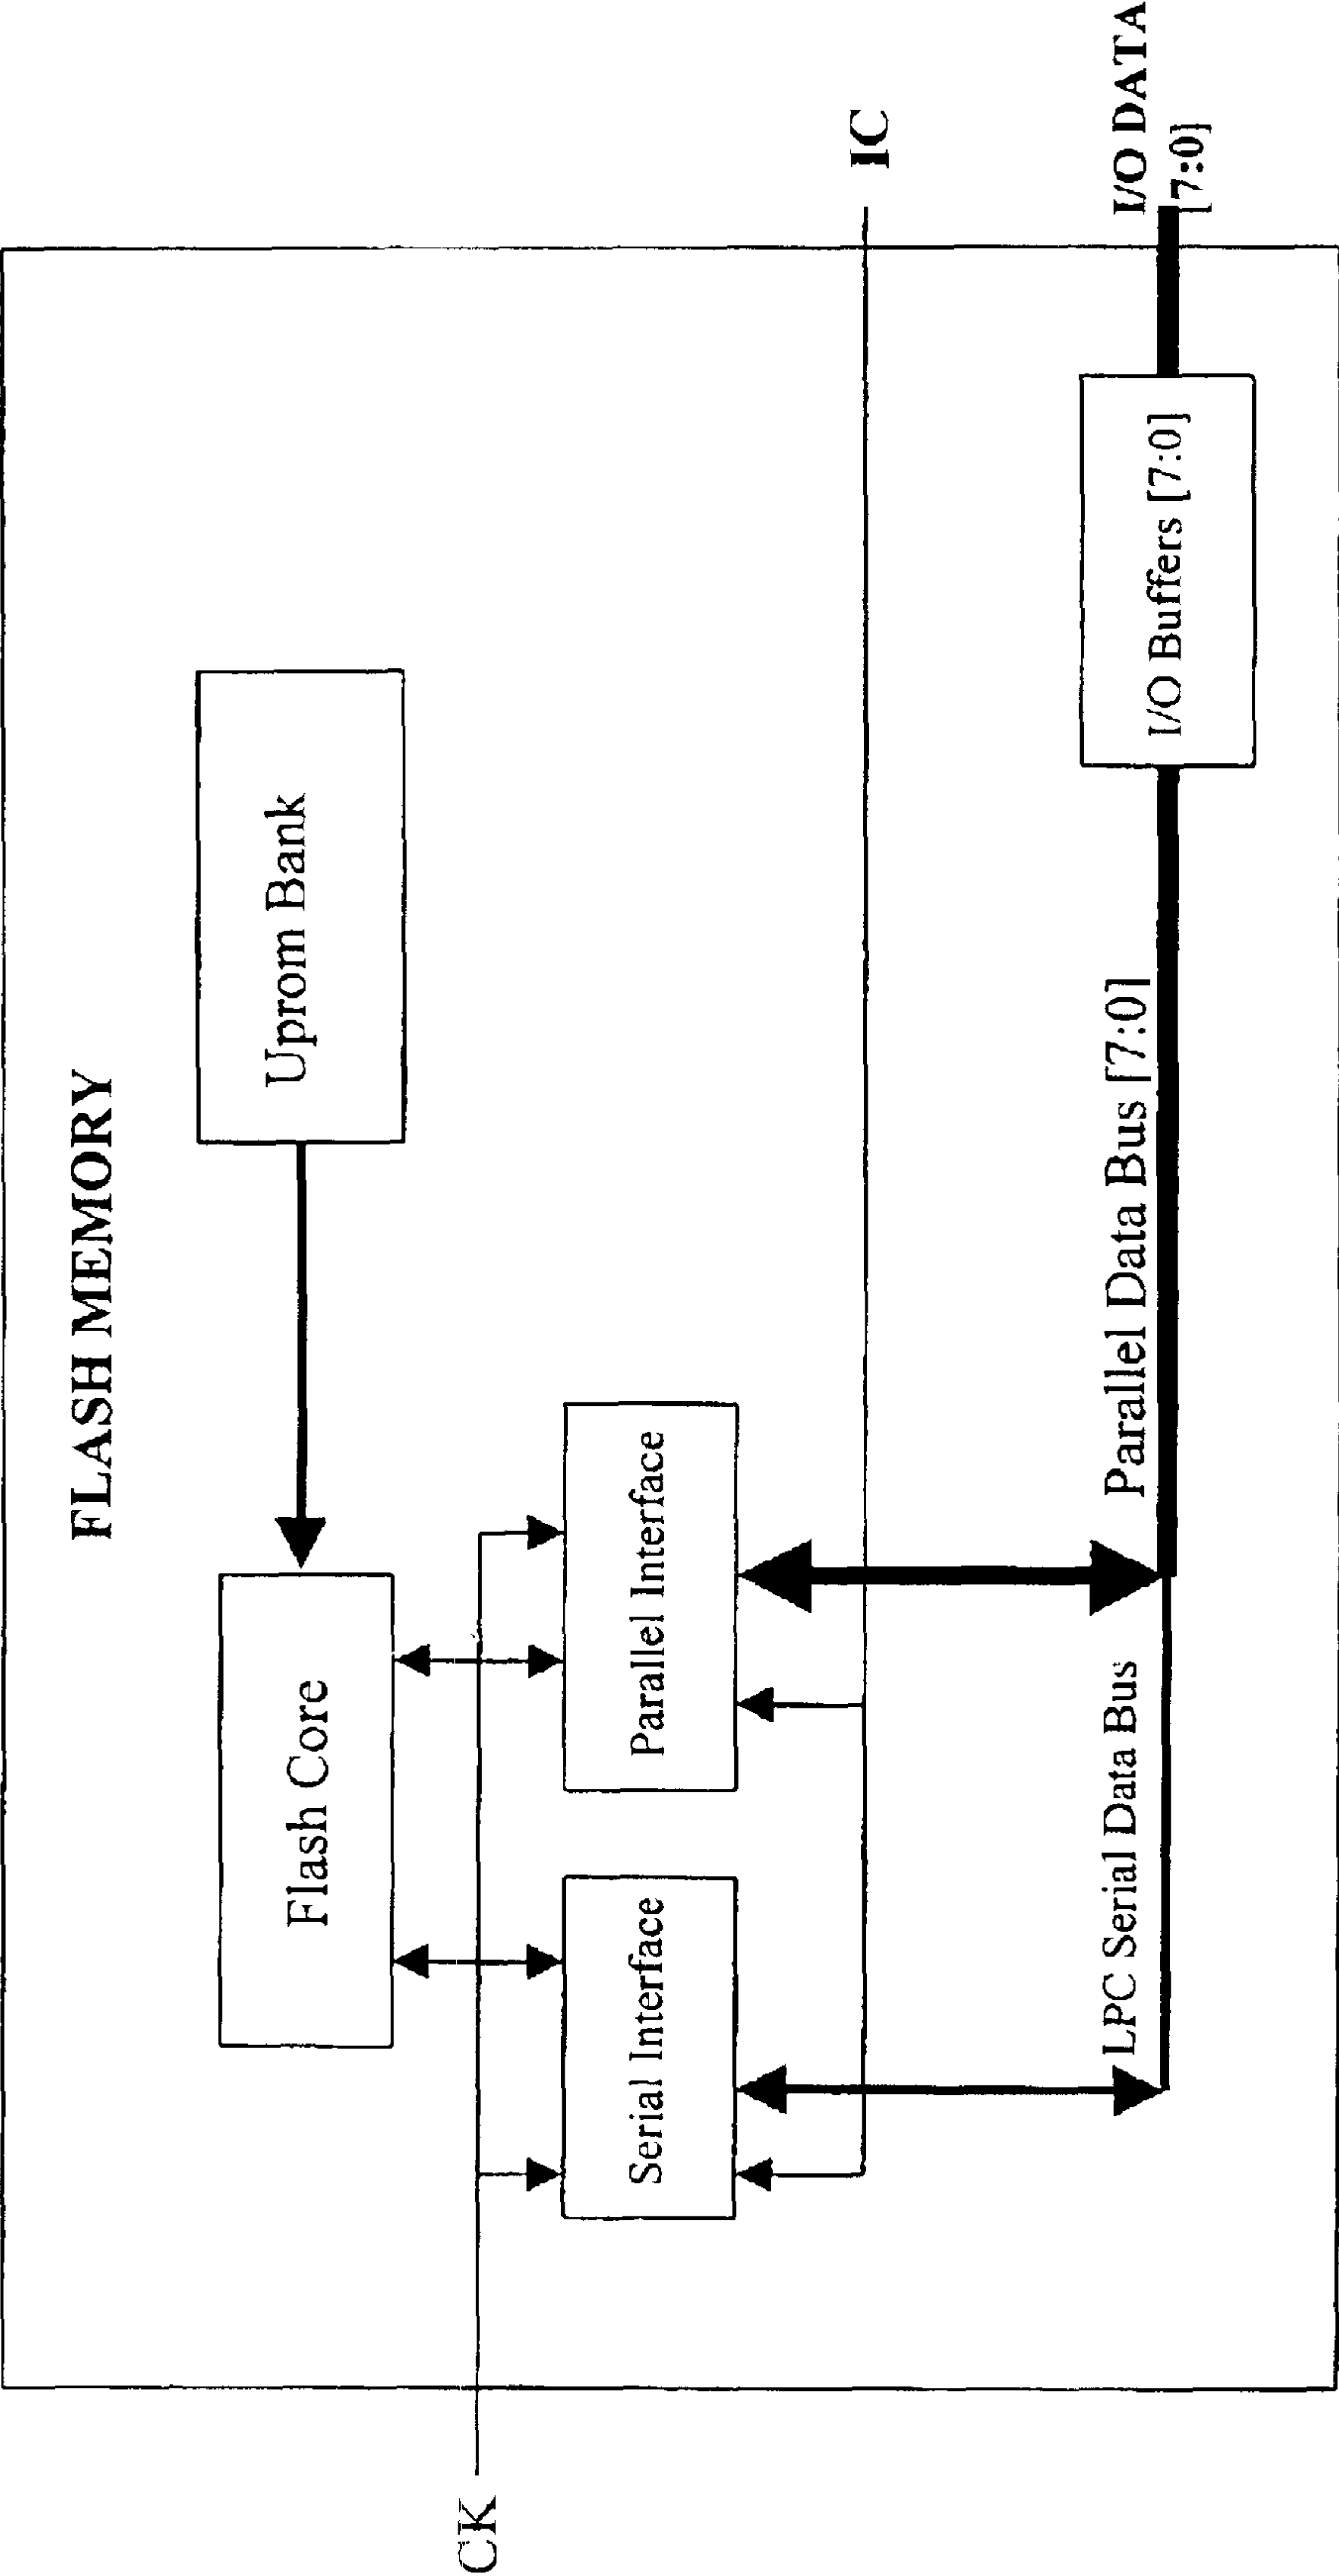 FLASH MEMORY
Uprom Bank
Flash Core
CK
Serial Interface
Parallel Interface
IC
LPC Serial Data Bus
Parallel Data Bus [7:0]
I/O Buffers [7:0]
I/O DATA
[7:0]